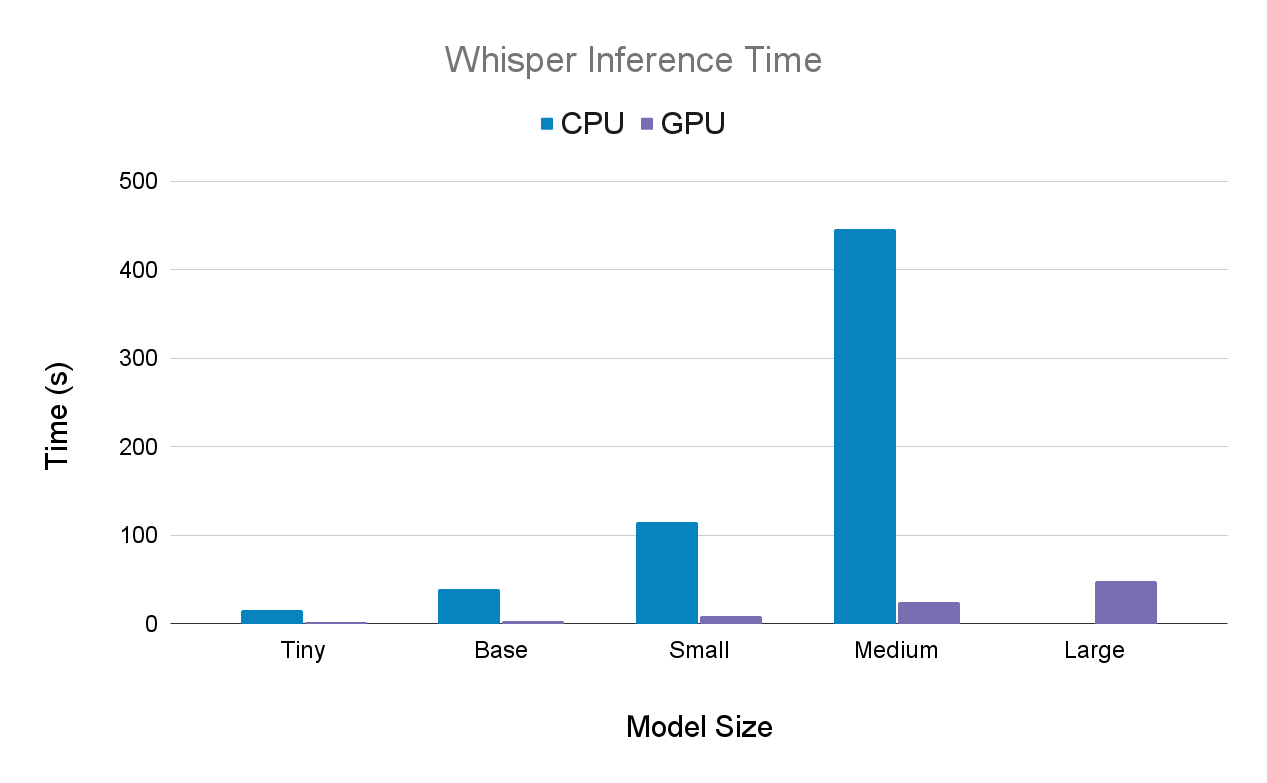 Whisper Inference Time
CPU GPU
500
400
300
200
100
0
Time (s)
Tiny Base Small Medium Large
Model Size